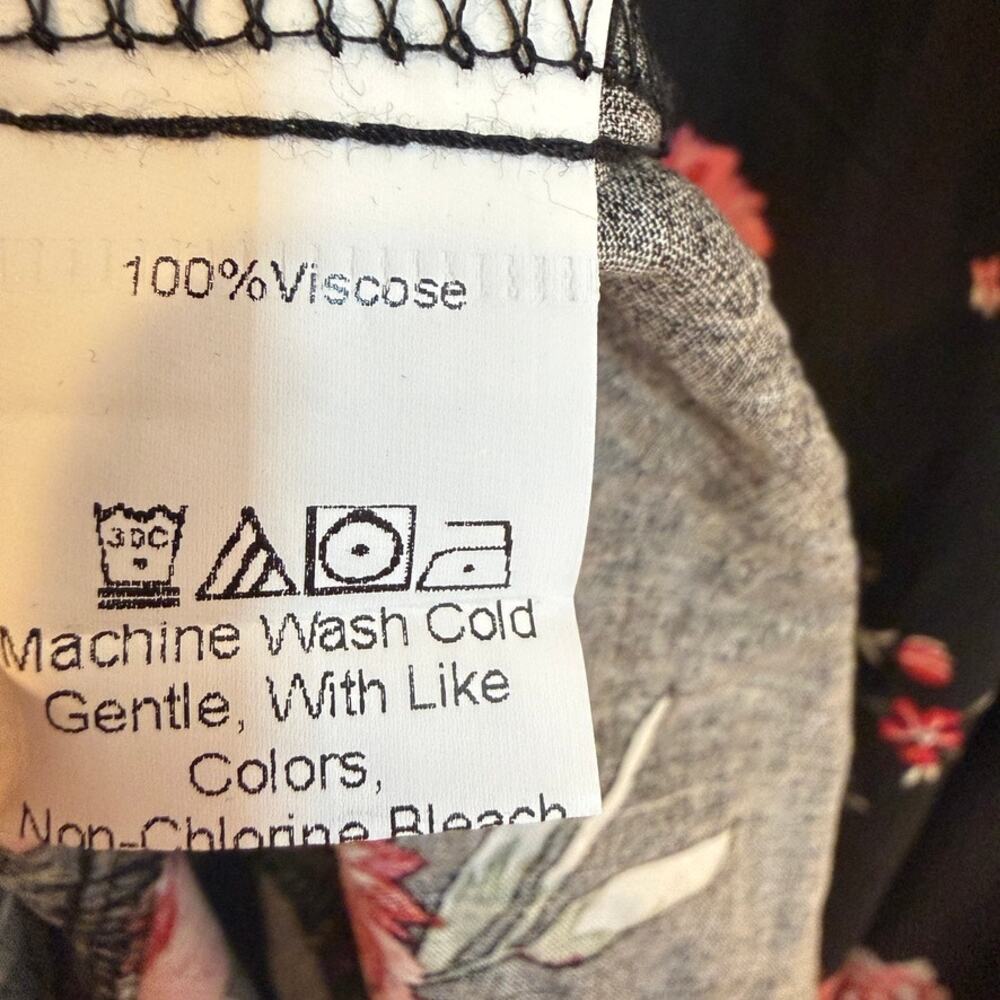 100%Viscose
30C
Machine Wash Cold
Gentle, With Like
Colors,
Non-Chlorine Bleach